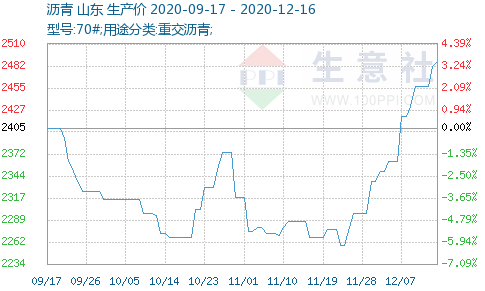 沥青 山东 生产价 2020-09-17 - 2020-12-16
型号:70#;用途分类:重交沥青;
2510 4.39%
2482 3.24%
2455 2.09%
2427 0.94%
2405 0.00%
2372 -1.35%
2344 -2.50%
2317 -3.65%
2289 -4.79%
2262 -5.94%
2234 -7.09%
09/17 09/26 10/05 10/14 10/23 11/01 11/10 11/19 11/28 12/07
PPI 生意社
www.100PPI.com